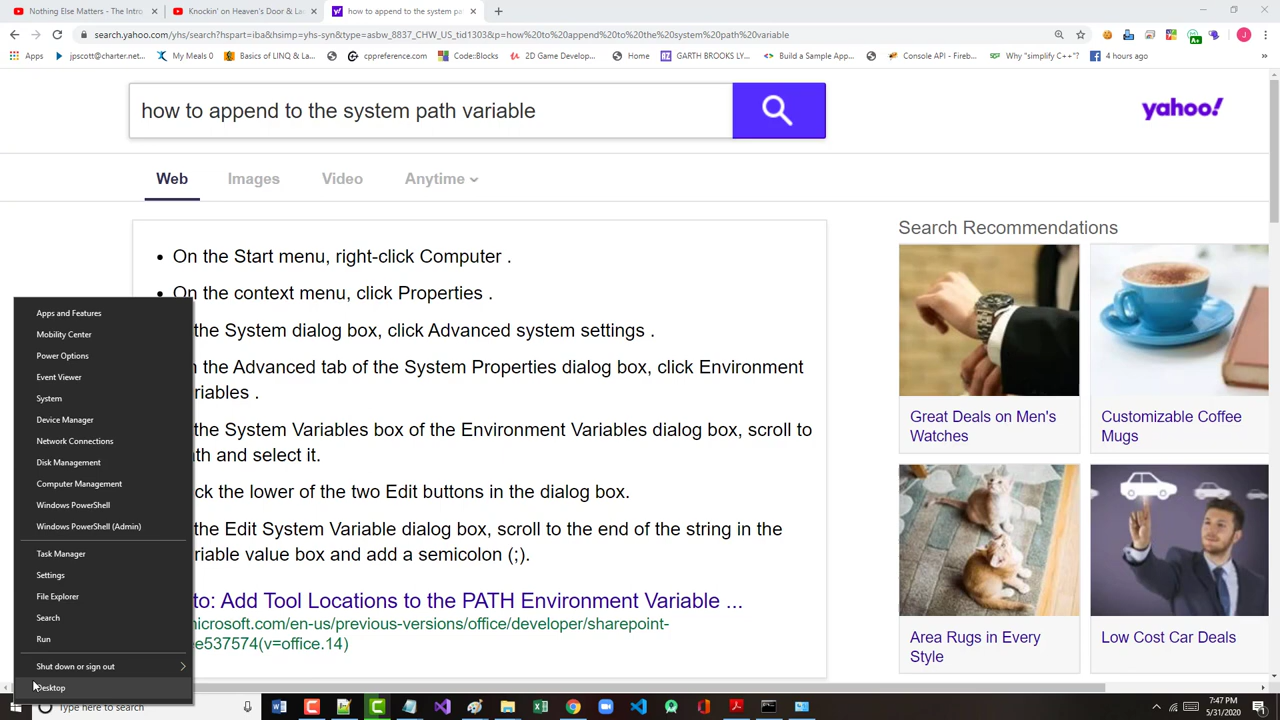 Nothing Else Matters - The Intro
Knockin' on Heaven's Door & La
how to append to the system pat
search.yahoo.com/yhs/search?hspart=iba&hsimp=yhs-syn&type=asbw_8837_CHW_US_tid1303&p=how%20to%20append%20to%20the%20system%20path%20variable
Apps
jpscott@charter.net...
My Meals 0
Basics of LINQ & La...
cppreference.com
Code::Blocks
2D Game Develop...
Home
GARTH BROOKS LY...
Build a Sample App...
Console API - Fireb...
Why "simplify C++"?
4 hours ago
how to append to the system path variable
yahoo!
Web Images Video Anytime
• On the Start menu, right-click Computer .
• On the context menu, click Properties .
the System dialog box, click Advanced system settings .
n the Advanced tab of the System Properties dialog box, click Environment
riables .
the System Variables box of the Environment Variables dialog box, scroll to
ath and select it.
ck the lower of the two Edit buttons in the dialog box.
the Edit System Variable dialog box, scroll to the end of the string in the
riable value box and add a semicolon (;).
to: Add Tool Locations to the PATH Environment Variable ...
icrosoft.com/en-us/previous-versions/office/developer/sharepoint-
e537574(v=office.14)
Search Recommendations
Great Deals on Men's
Watches
Customizable Coffee
Mugs
Area Rugs in Every
Style
Low Cost Car Deals
Apps and Features
Mobility Center
Power Options
Event Viewer
System
Device Manager
Network Connections
Disk Management
Computer Management
Windows PowerShell
Windows PowerShell (Admin)
Task Manager
Settings
File Explorer
Search
Run
Shut down or sign out
Desktop
Type here to search
7:47 PM
5/31/2020